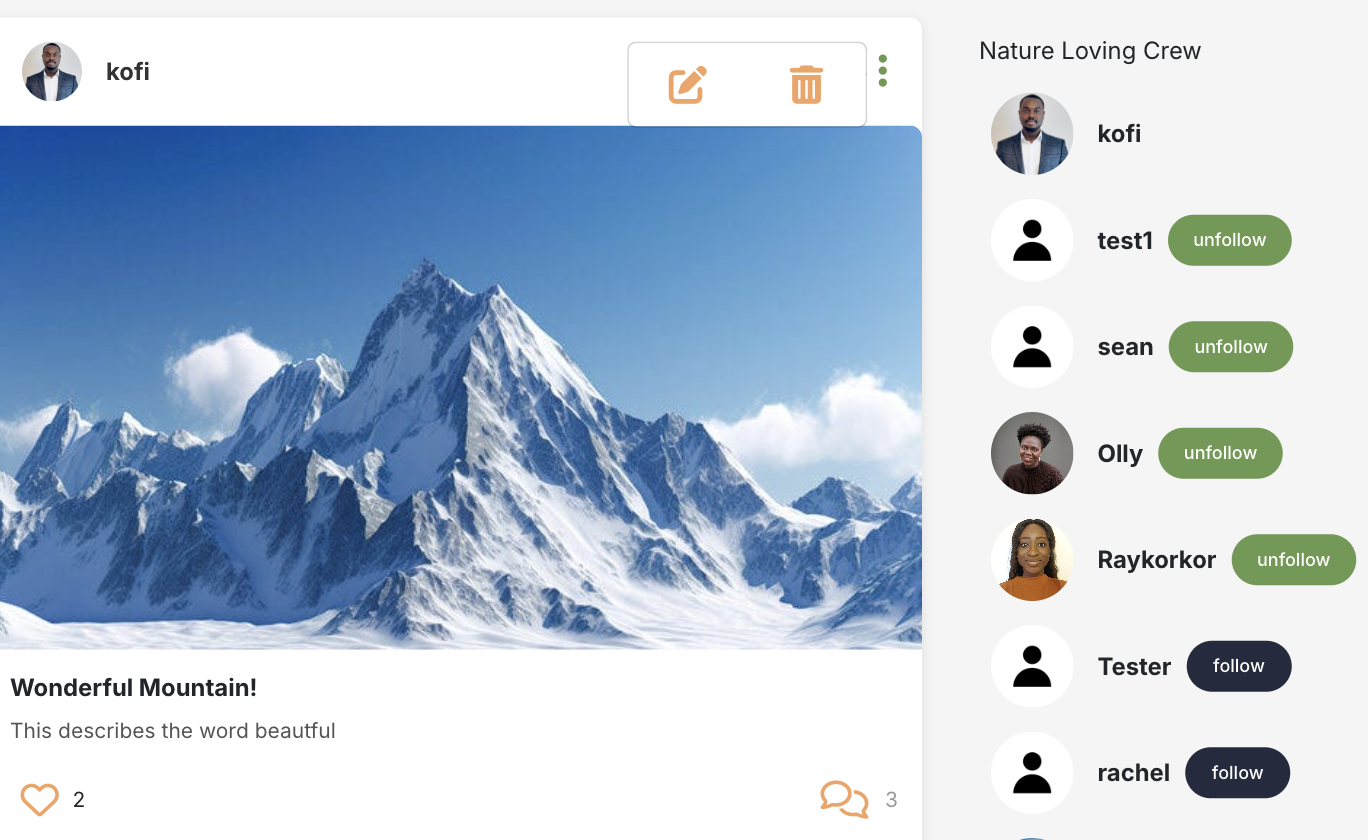 kofi
Wonderful Mountain!
This describes the word beautful
2
3
Nature Loving Crew
kofi
test1 unfollow
sean unfollow
Olly unfollow
Raykorkor unfollow
Tester follow
rachel follow